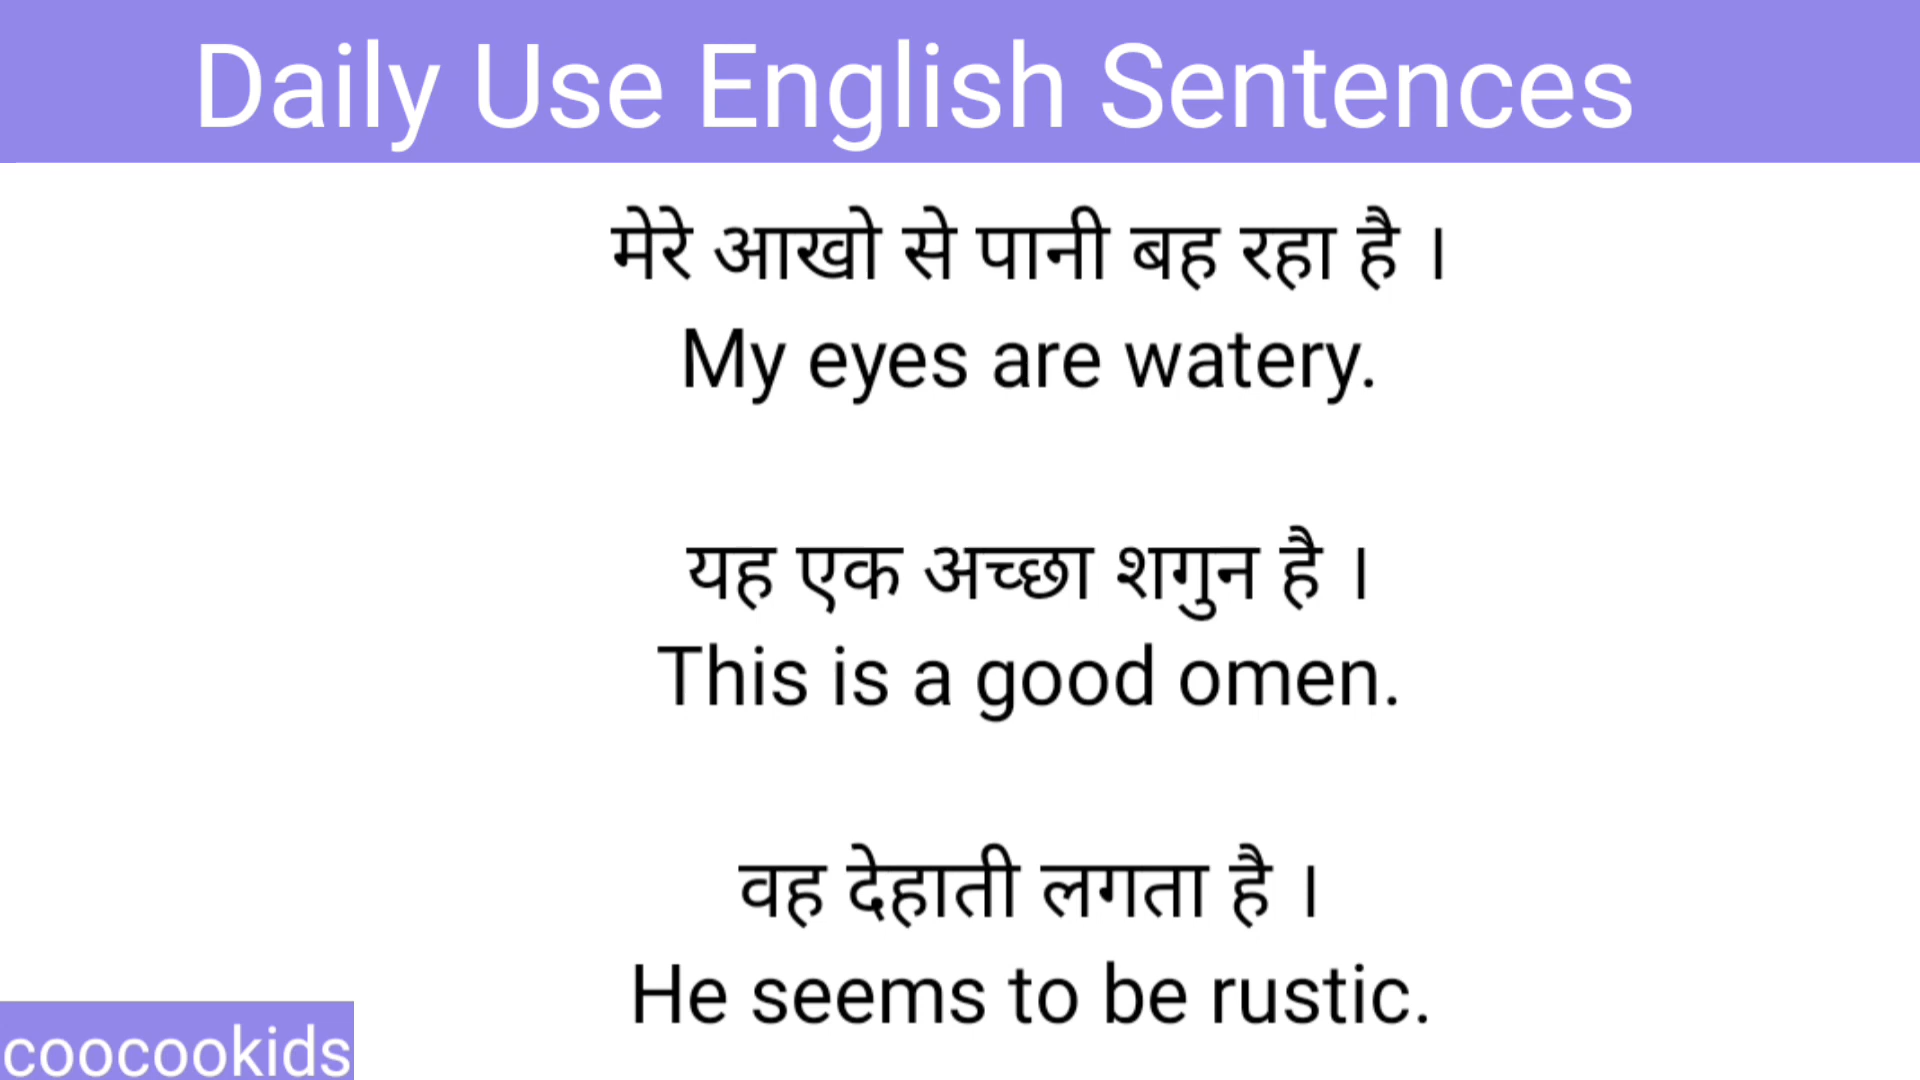 Daily Use English Sentences
मेरे आखो से पानी बह रहा है ।
My eyes are watery.
यह एक अच्छा शगुन है ।
This is a good omen.
वह देहाती लगता है ।
He seems to be rustic.
coocookids